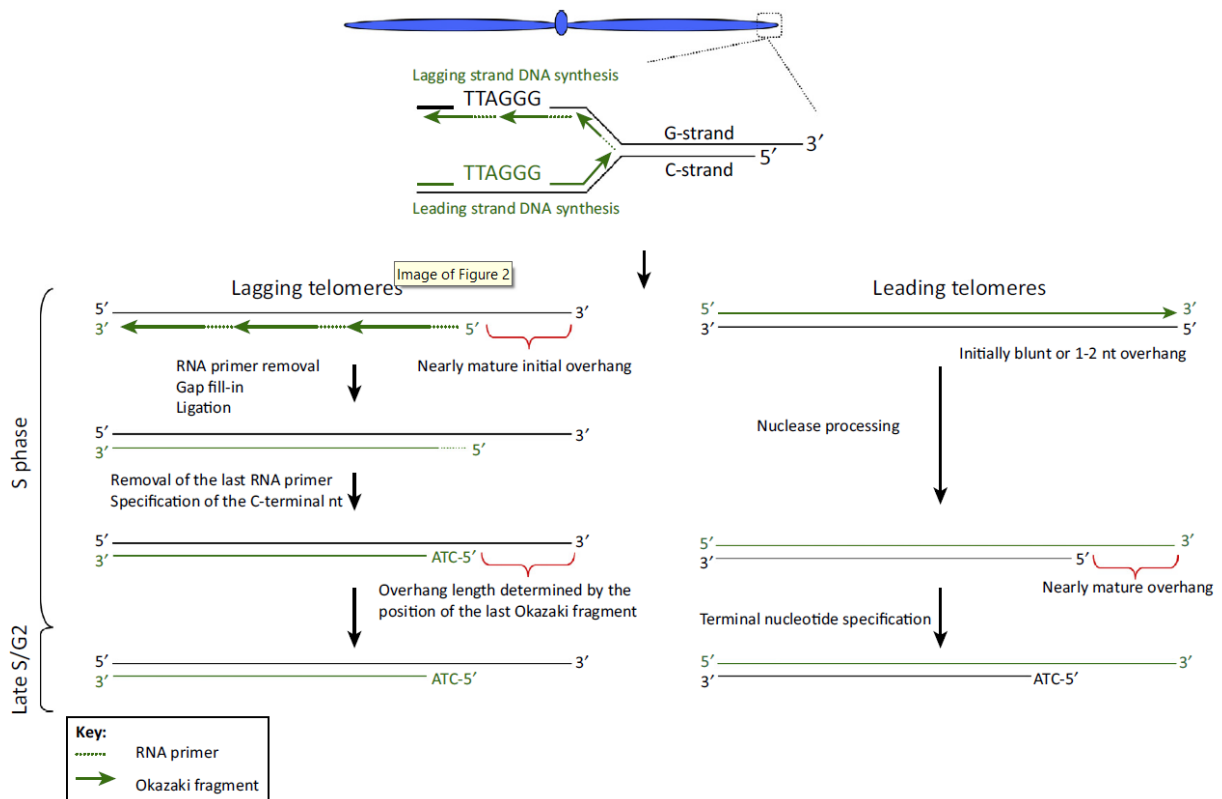 Lagging strand DNA synthesis
TTAGGG
G-strand
3′
5′
C-strand
TTAGGG
Leading strand DNA synthesis
Image of Figure 2
Lagging telomeres
Leading telomeres
S phase
5′
3′
3′
5′
Nearly mature initial overhang
5′
3′
3′
5′
Initially blunt or 1-2 nt overhang
RNA primer removal
Gap fill-in
Ligation
Nuclease processing
5′
3′
3′
5′
Removal of the last RNA primer
Specification of the C-terminal nt
5′
3′
3′
ATC-5′
Overhang length determined by the
position of the last Okazaki fragment
5′
3′
3′
5′
Nearly mature overhang
Terminal nucleotide specification
Late S/G2
5′
3′
3′
ATC-5′
5′
3′
3′
ATC-5′
Key:
RNA primer
Okazaki fragment